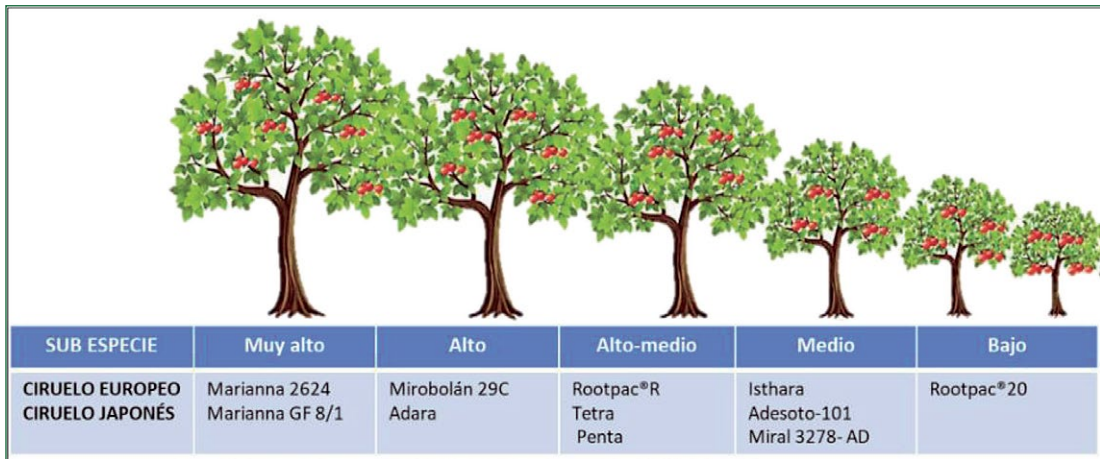 SUB ESPECIE Muy alto Alto Alto-medio Medio Bajo
CIRUELO EUROPEO Marianna 2624 Mirobolán 29C Rootpac®R Isthara Rootpac®20
CIRUELO JAPONÉS Marianna GF 8/1 Adara Tetra Adesoto-101
Penta Miral 3278- AD